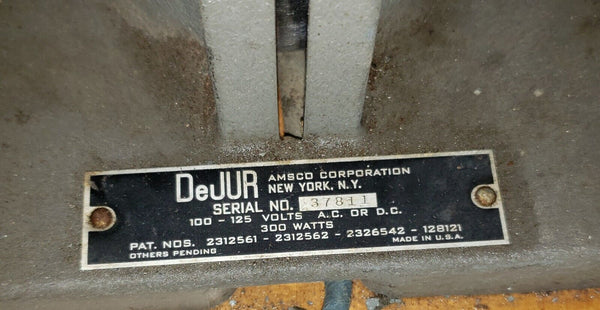 DeJUR AMSCO CORPORATION
NEW YORK, N.Y.
SERIAL NO. 37811
100 - 125 VOLTS A.C. OR D.C.
300 WATTS
PAT. NOS. 2312561 - 2312562 - 2326542 - 128121
OTHERS PENDING MADE IN U.S.A.